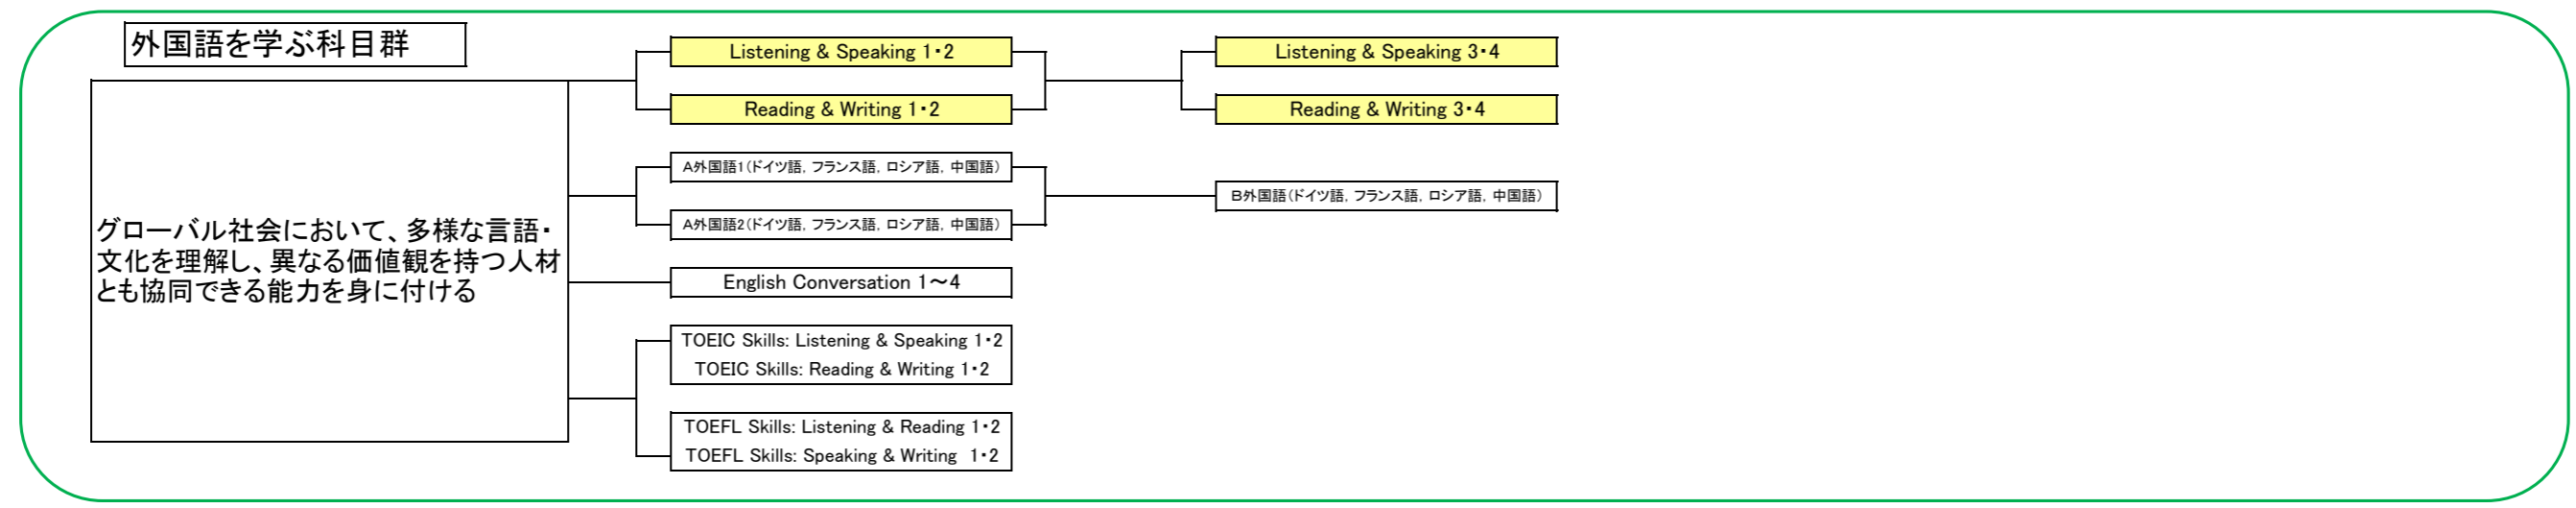 外国語を学ぶ科目群
グローバル社会において、多様な言語・
文化を理解し、異なる価値観を持つ人材
とも協同できる能力を身に付ける
Listening & Speaking 1・2
Reading & Writing 1・2
A外国語1（ドイツ語，フランス語，ロシア語，中国語）
A外国語2（ドイツ語，フランス語，ロシア語，中国語）
English Conversation 1～4
TOEIC Skills: Listening & Speaking 1・2
TOEIC Skills: Reading & Writing 1・2
TOEFL Skills: Listening & Reading 1・2
TOEFL Skills: Speaking & Writing 1・2
Listening & Speaking 3・4
Reading & Writing 3・4
B外国語（ドイツ語，フランス語，ロシア語，中国語）